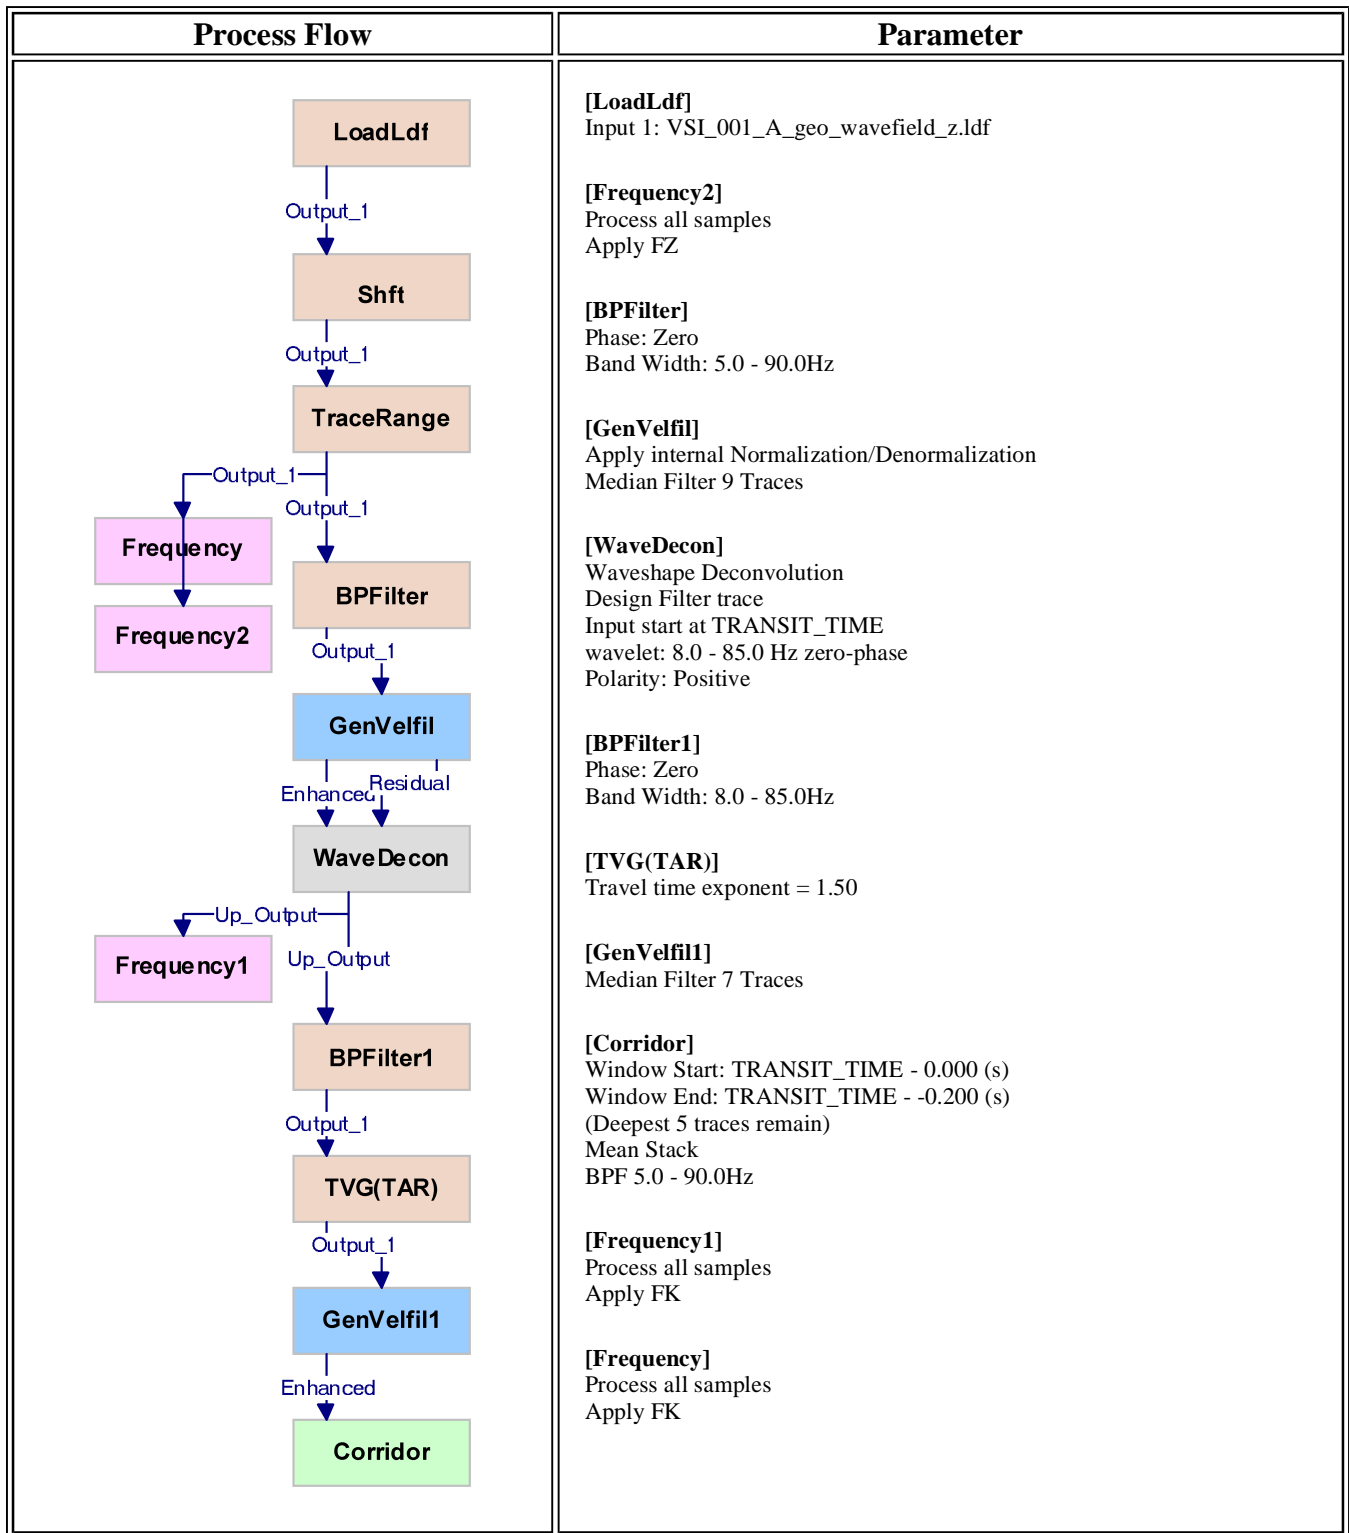 Process Flow
Parameter
LoadLdf
Output_1
Shft
Output_1
TraceRange
Output_1
Output_1
Frequency
BPFilter
Frequency2
Output_1
GenVelfil
Enhanced
Residual
WaveDecon
Up_Output
Frequency1
Up_Output
BPFilter1
Output_1
TVG(TAR)
Output_1
GenVelfil1
Enhanced
Corridor
[LoadLdf]
Input 1: VSI_001_A_geo_wavefield_z.ldf
[Frequency2]
Process all samples
Apply FZ
[BPFilter]
Phase: Zero
Band Width: 5.0 - 90.0Hz
[GenVelfil]
Apply internal Normalization/Denormalization
Median Filter 9 Traces
[WaveDecon]
Waveshape Deconvolution
Design Filter trace
Input start at TRANSIT_TIME
wavelet: 8.0 - 85.0 Hz zero-phase
Polarity: Positive
[BPFilter1]
Phase: Zero
Band Width: 8.0 - 85.0Hz
[TVG(TAR)]
Travel time exponent = 1.50
[GenVelfil1]
Median Filter 7 Traces
[Corridor]
Window Start: TRANSIT_TIME - 0.000 (s)
Window End: TRANSIT_TIME - -0.200 (s)
(Deepest 5 traces remain)
Mean Stack
BPF 5.0 - 90.0Hz
[Frequency1]
Process all samples
Apply FK
[Frequency]
Process all samples
Apply FK